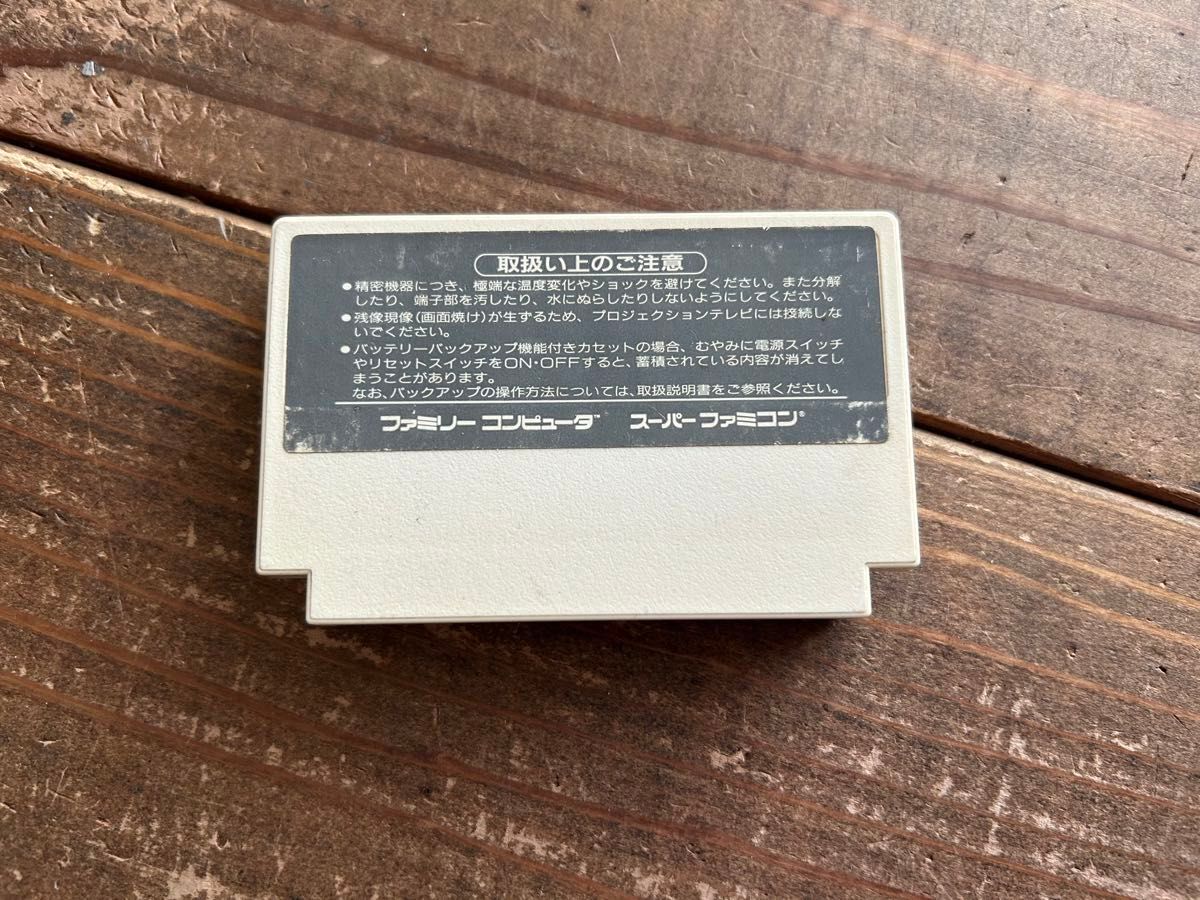 取扱い上のご注意
●精密機器につき、極端な温度変化やショックを避けてください。また分解
したり、端子部を汚したり、水にぬらしたりしないようにしてください。
●残像現像(画面焼け)が生ずるため、プロジェクションテレビには接続しな
いでください。
●バッテリーバックアップ機能付きカセットの場合、むやみに電源スイッチ
やリセットスイッチをON・OFFすると、蓄積されている内容が消えてし
まうことがあります。
なお、バックアップの操作方法については、取扱説明書をご参照ください。
ファミリーコンピュータ™ スーパーファミコン®